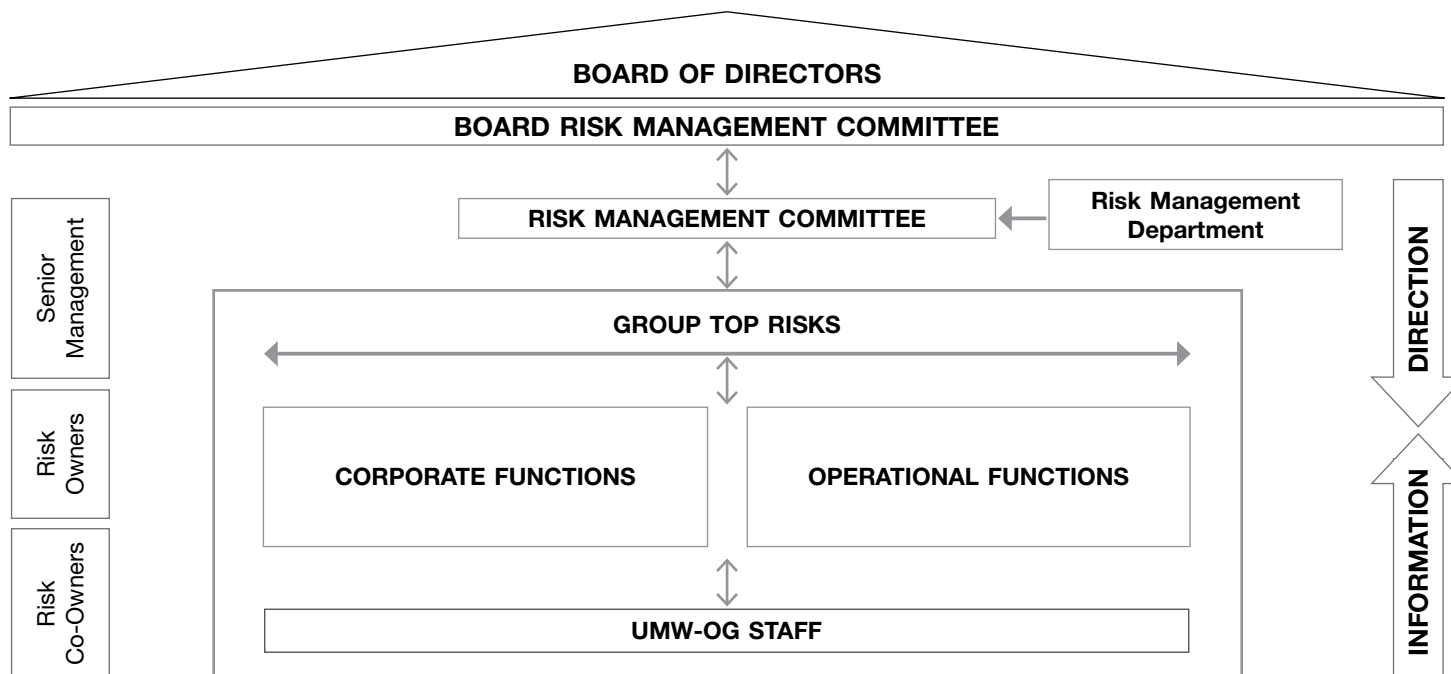 BOARD OF DIRECTORS
BOARD RISK MANAGEMENT COMMITTEE
RISK MANAGEMENT COMMITTEE
Risk Management
Department
Senior
Management
GROUP TOP RISKS
DIRECTION
Risk
Owners
CORPORATE FUNCTIONS
OPERATIONAL FUNCTIONS
INFORMATION
Risk
Co-Owners
UMW-OG STAFF